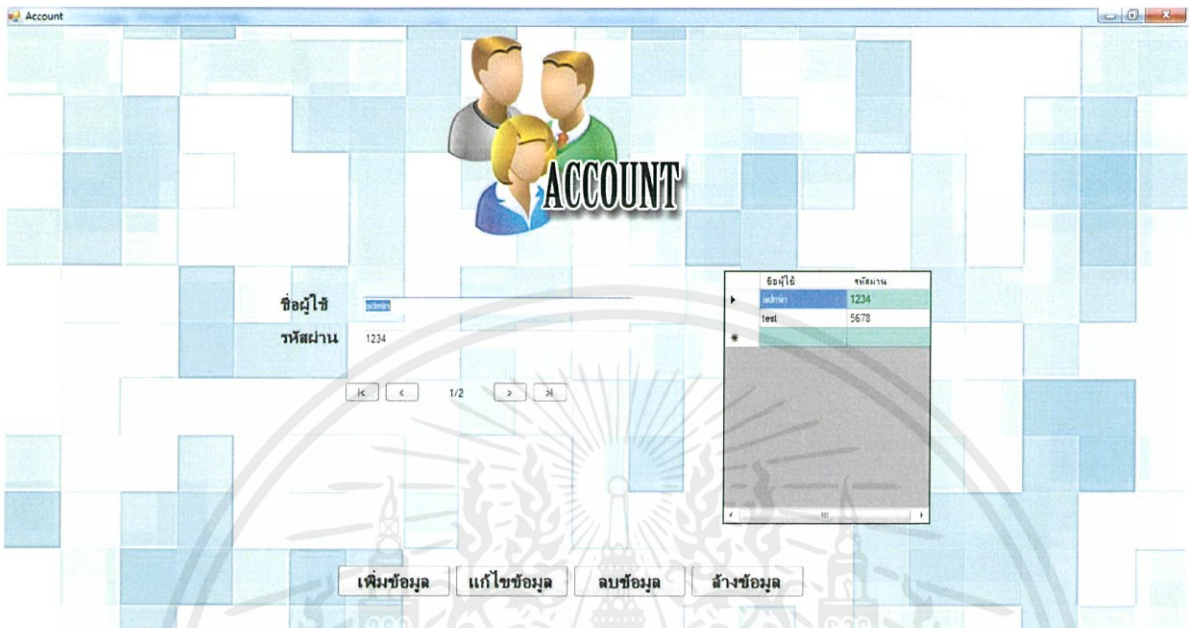 Account
ACCOUNT
ชื่อผู้ใช้ admin
รหัสผ่าน 1234
|< < 1/2 > >|
ชื่อผู้ใช้ รหัสผ่าน
admin 1234
test 5678
เพิ่มข้อมูล แก้ไขข้อมูล ลบข้อมูล ล้างข้อมูล